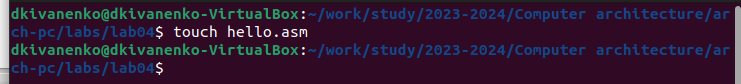 dkivanenko@dkivanenko-VirtualBox:~/work/study/2023-2024/Computer architecture/ar
ch-pc/labs/lab04$ touch hello.asm
dkivanenko@dkivanenko-VirtualBox:~/work/study/2023-2024/Computer architecture/ar
ch-pc/labs/lab04$